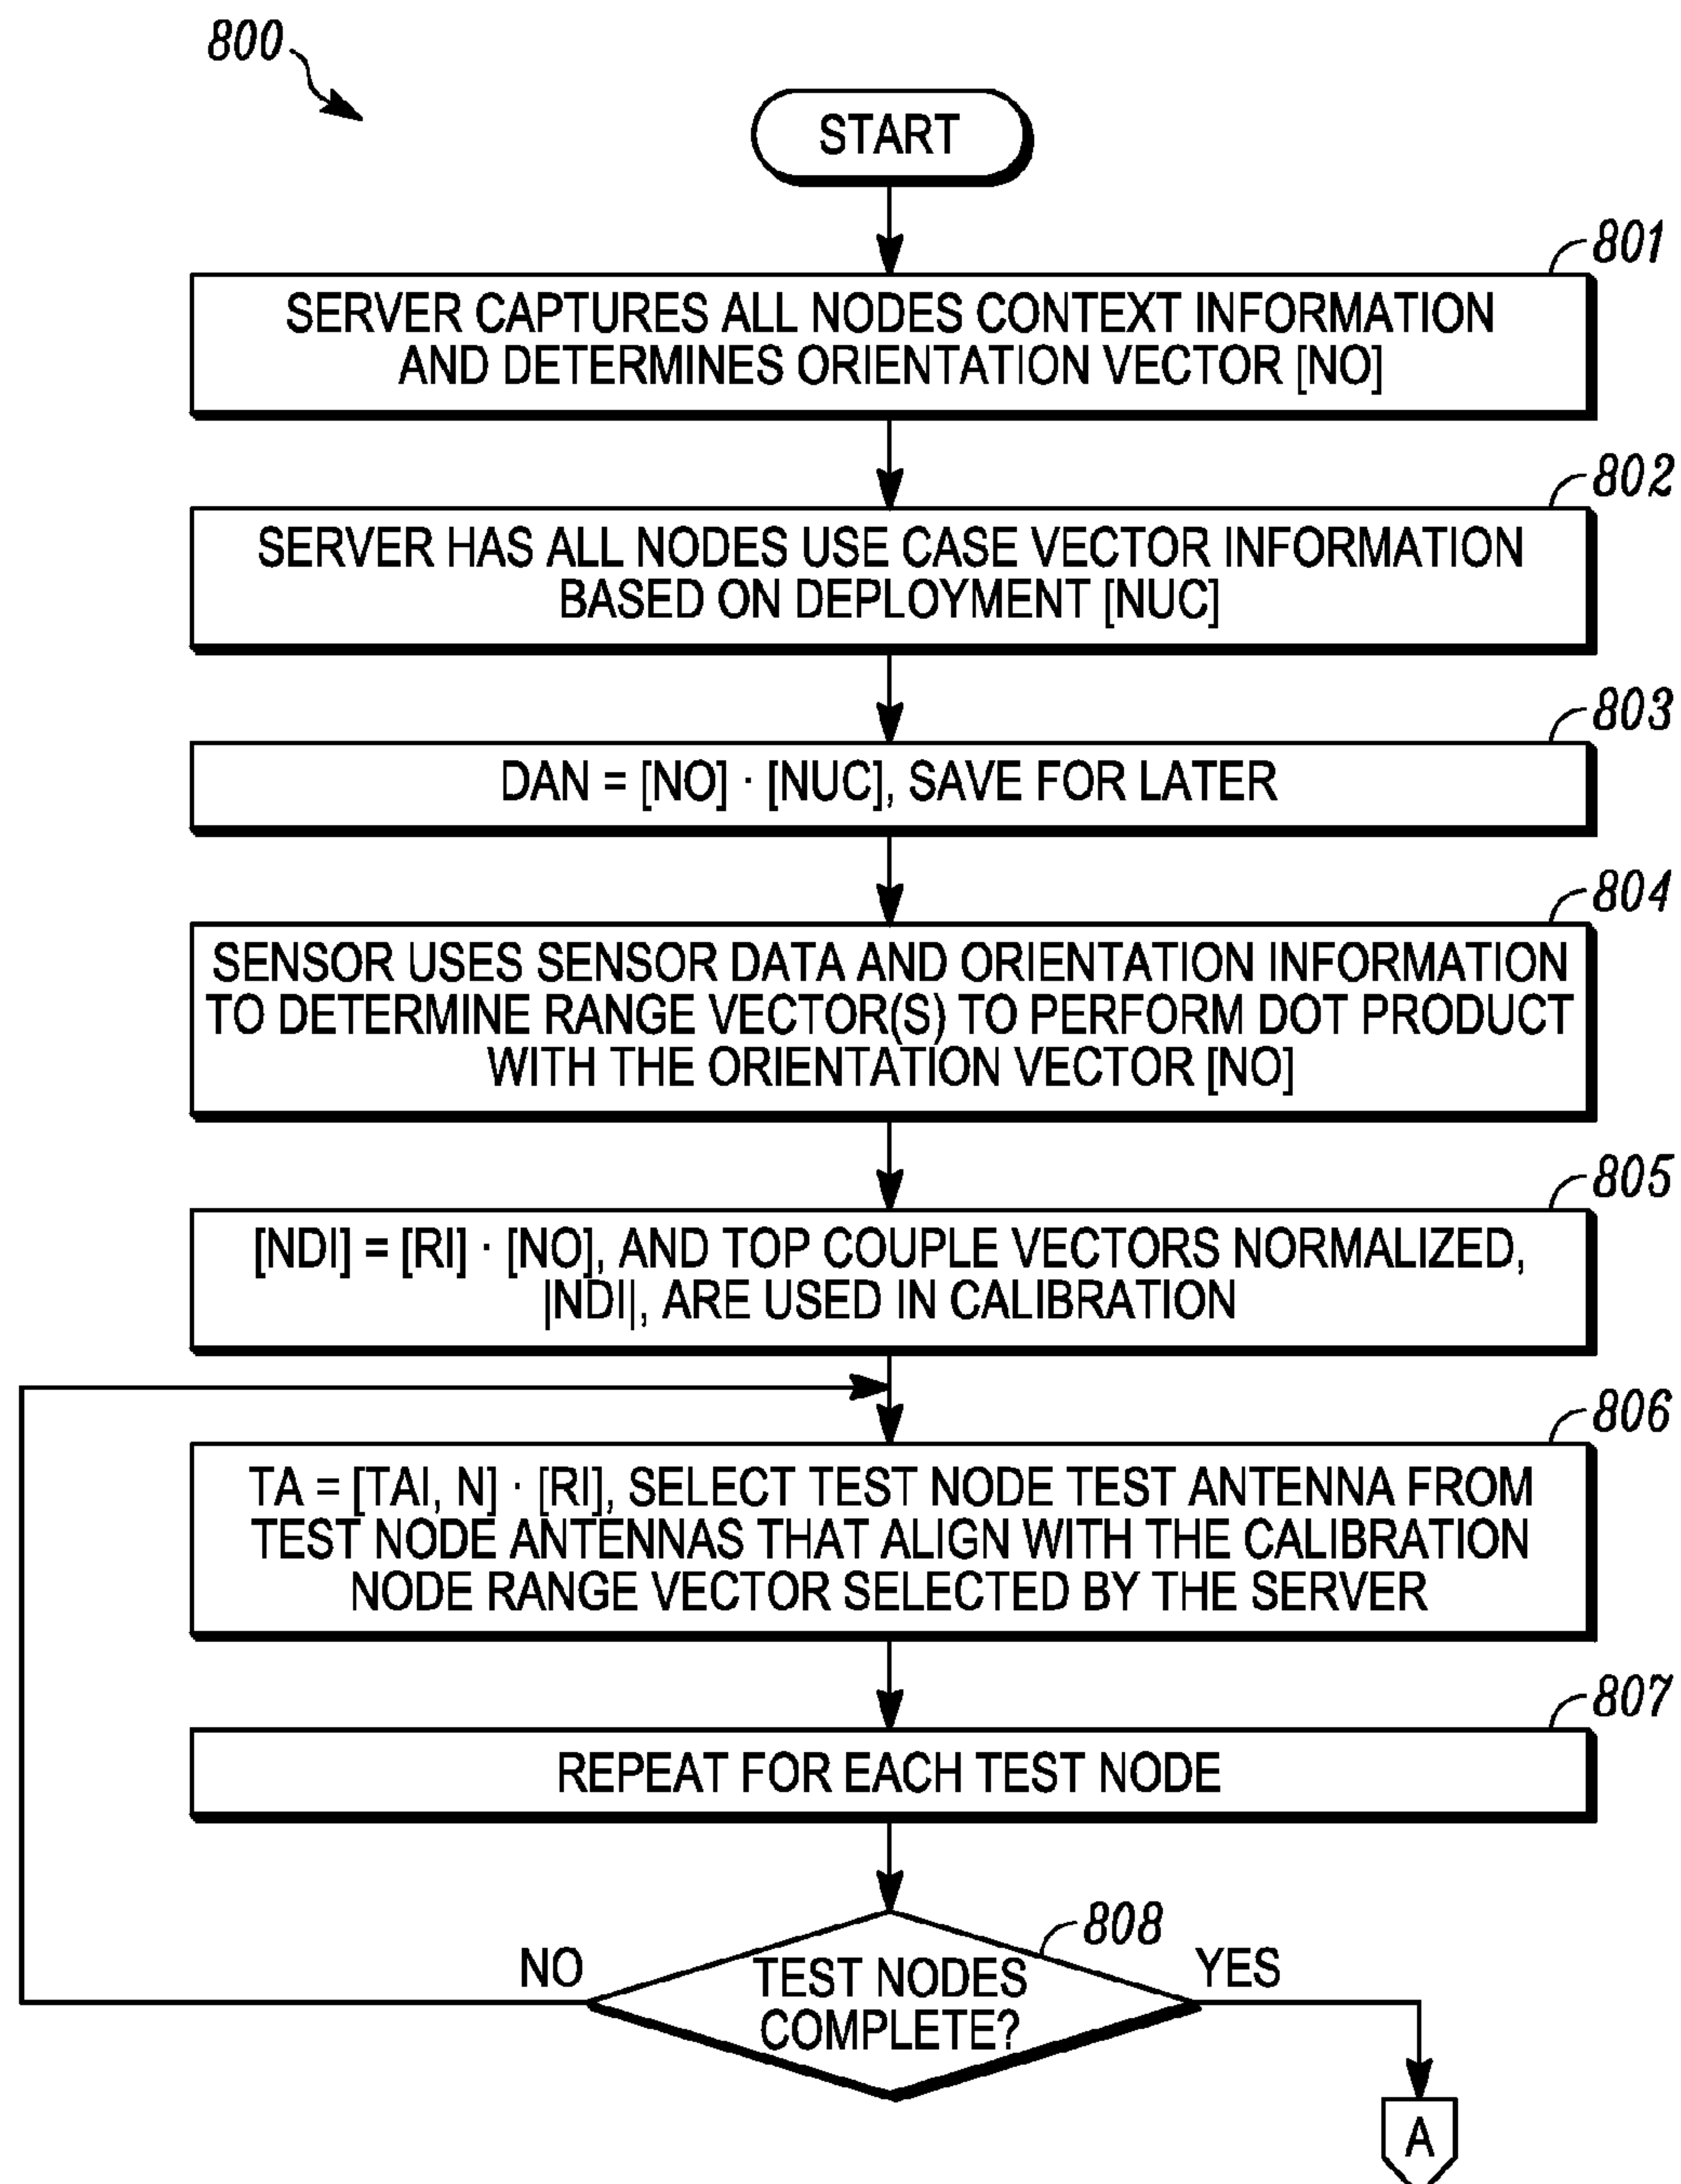 800
START
801
SERVER CAPTURES ALL NODES CONTEXT INFORMATION
AND DETERMINES ORIENTATION VECTOR [NO]
802
SERVER HAS ALL NODES USE CASE VECTOR INFORMATION
BASED ON DEPLOYMENT [NUC]
803
DAN = [NO] · [NUC], SAVE FOR LATER
804
SENSOR USES SENSOR DATA AND ORIENTATION INFORMATION
TO DETERMINE RANGE VECTOR(S) TO PERFORM DOT PRODUCT
WITH THE ORIENTATION VECTOR [NO]
805
[NDI] = [RI] · [NO], AND TOP COUPLE VECTORS NORMALIZED,
|NDI|, ARE USED IN CALIBRATION
806
TA = [TAI, N] · [RI], SELECT TEST NODE TEST ANTENNA FROM
TEST NODE ANTENNAS THAT ALIGN WITH THE CALIBRATION
NODE RANGE VECTOR SELECTED BY THE SERVER
807
REPEAT FOR EACH TEST NODE
808
NO
TEST NODES
COMPLETE?
YES
A